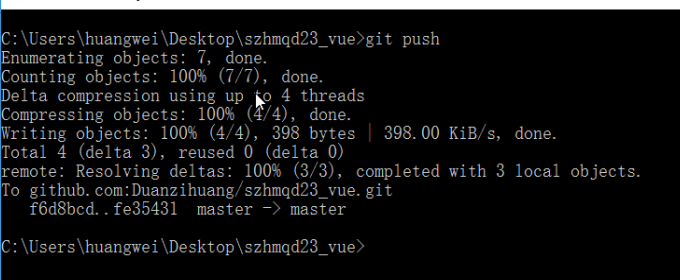 C:\Users\huangwei\Desktop\szhmqd23_vue>git push
Enumerating objects: 7, done.
Counting objects: 100% (7/7), done.
Delta compression using up to 4 threads
Compressing objects: 100% (4/4), done.
Writing objects: 100% (4/4), 398 bytes | 398.00 KiB/s, done.
Total 4 (delta 3), reused 0 (delta 0)
remote: Resolving deltas: 100% (3/3), completed with 3 local objects.
To github.com:Duanzihuang/szhmqd23_vue.git
   f6d8bcd..fe35431  master -> master
C:\Users\huangwei\Desktop\szhmqd23_vue>